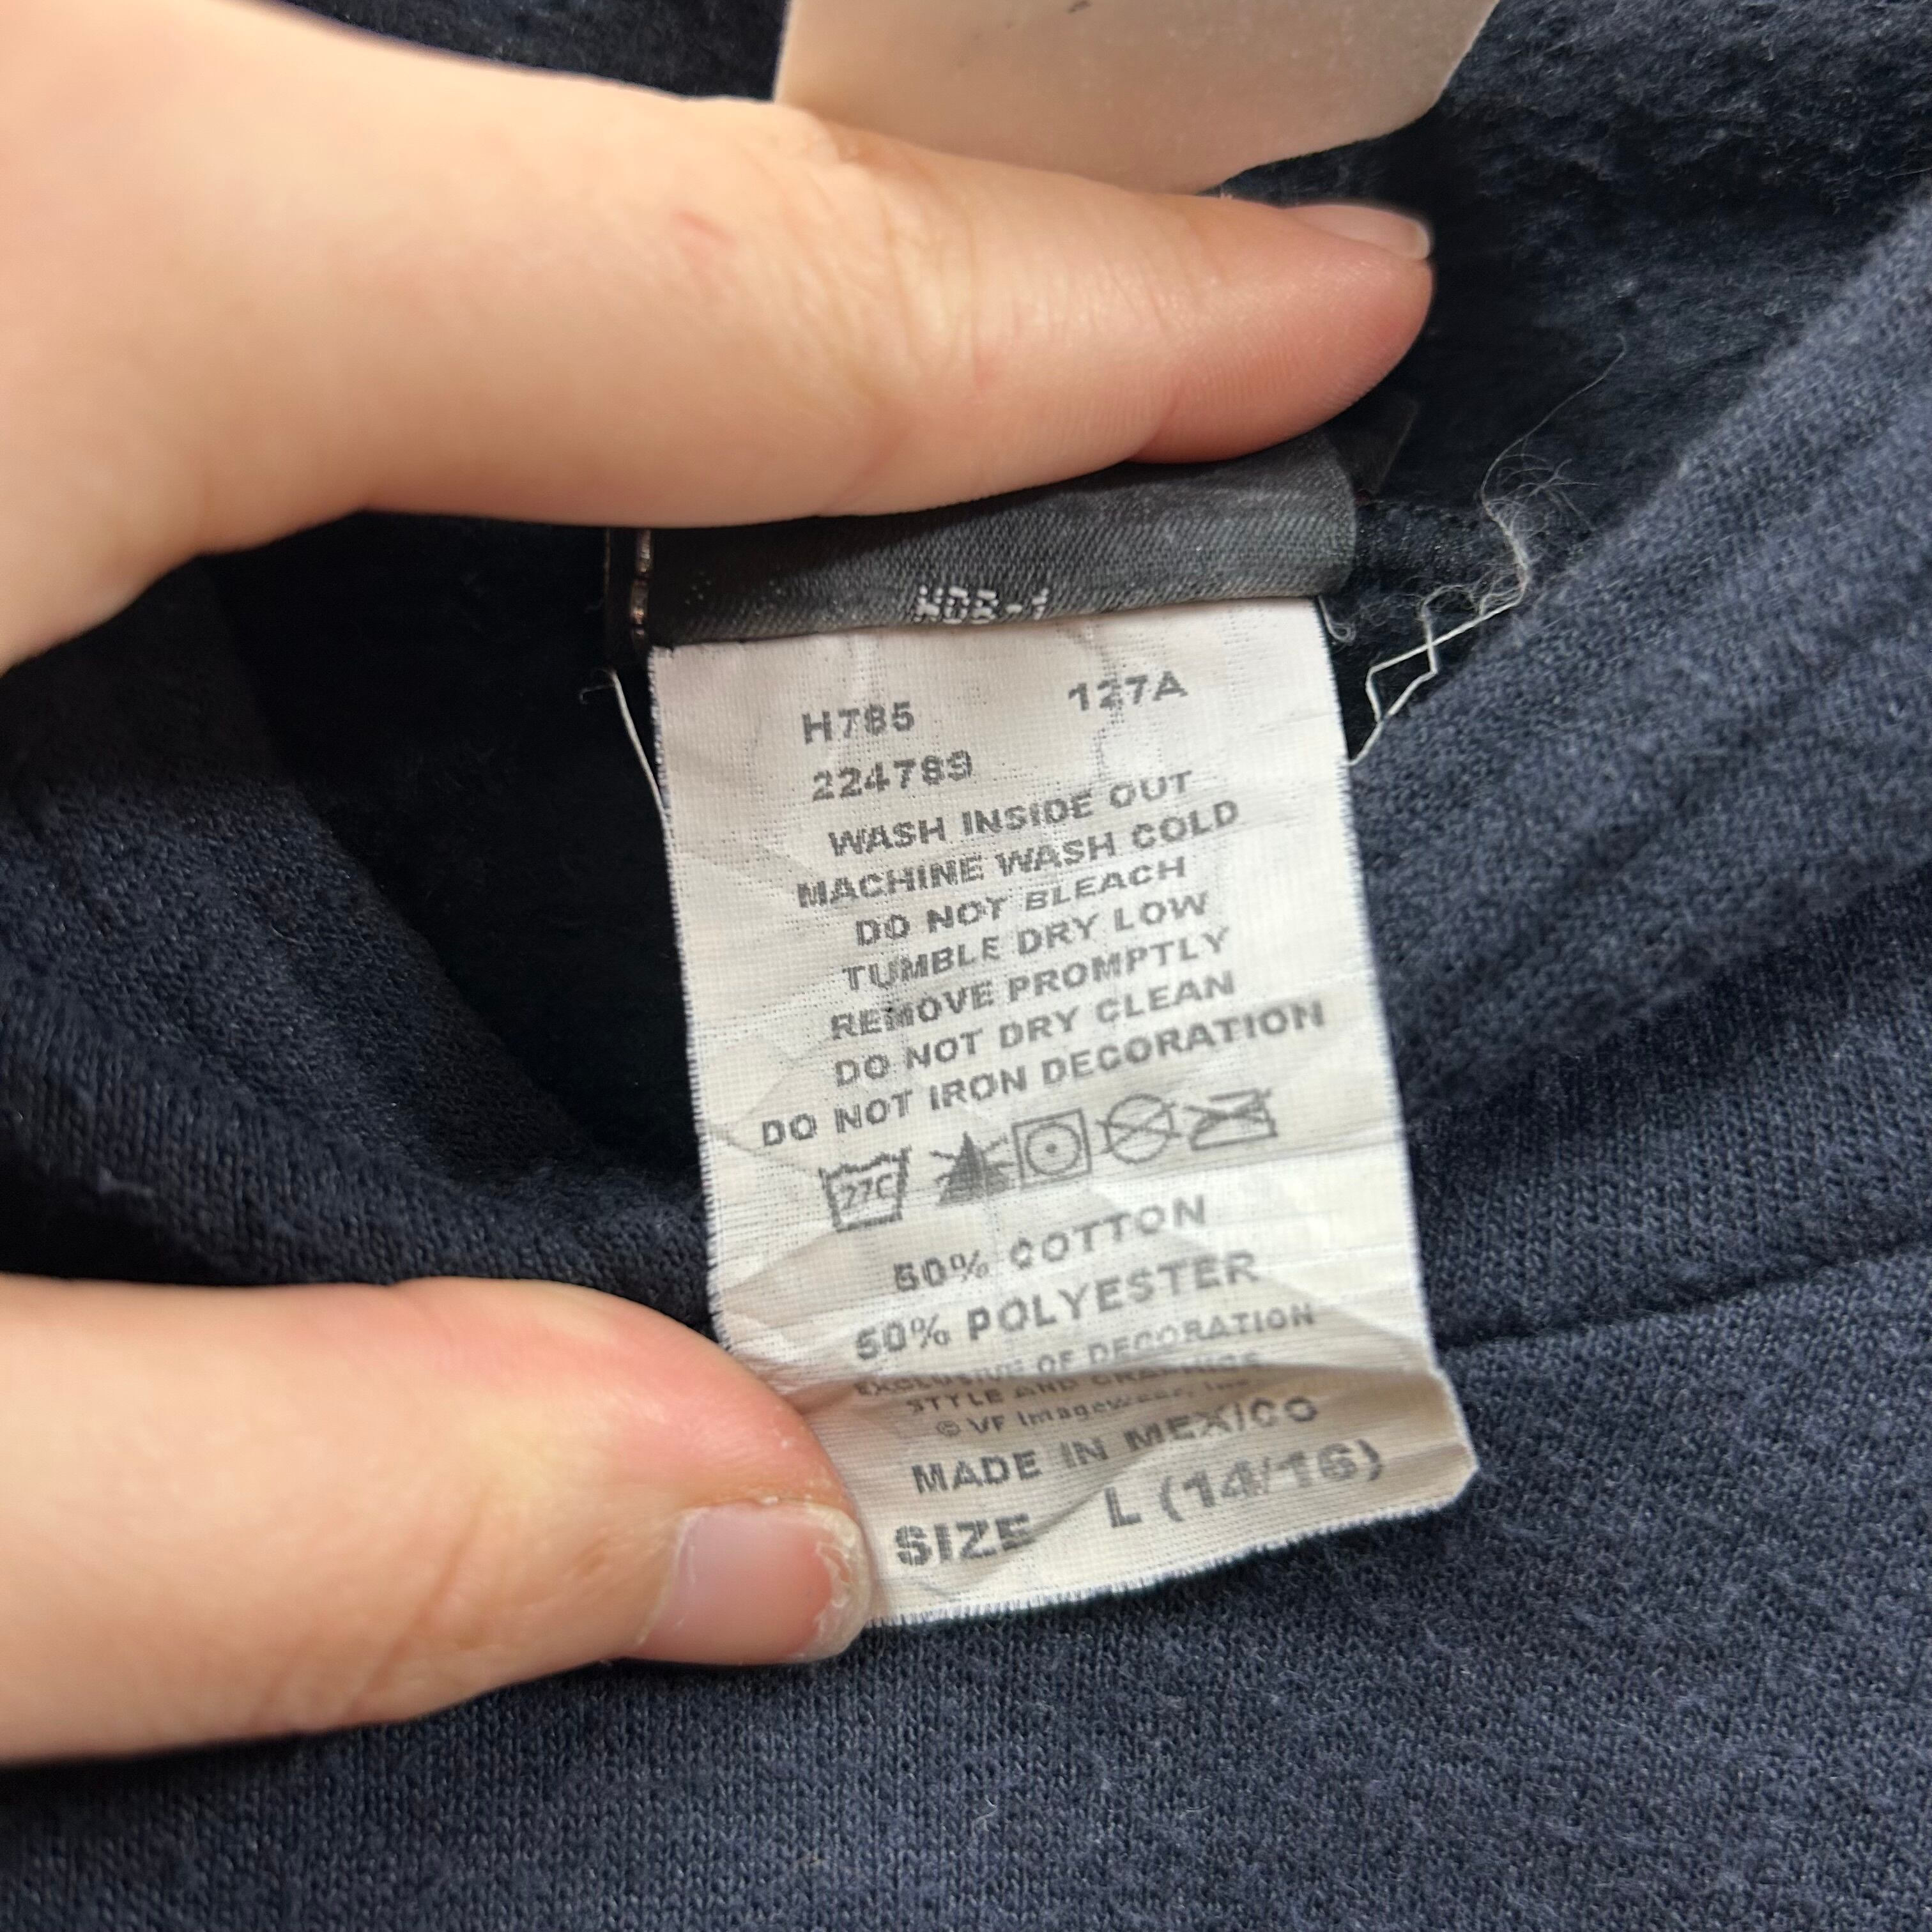 H785 127A
224789
WASH INSIDE OUT
MACHINE WASH COLD
DO NOT BLEACH
TUMBLE DRY LOW
REMOVE PROMPTLY
DO NOT DRY CLEAN
DO NOT IRON DECORATION
27C
50% COTTON
50% POLYESTER
EXCLUSIVE OF DECORATION
STYLE AND GRAPHICS
© VF Imagewear, Inc.
MADE IN MEXICO
SIZE L (14/16)